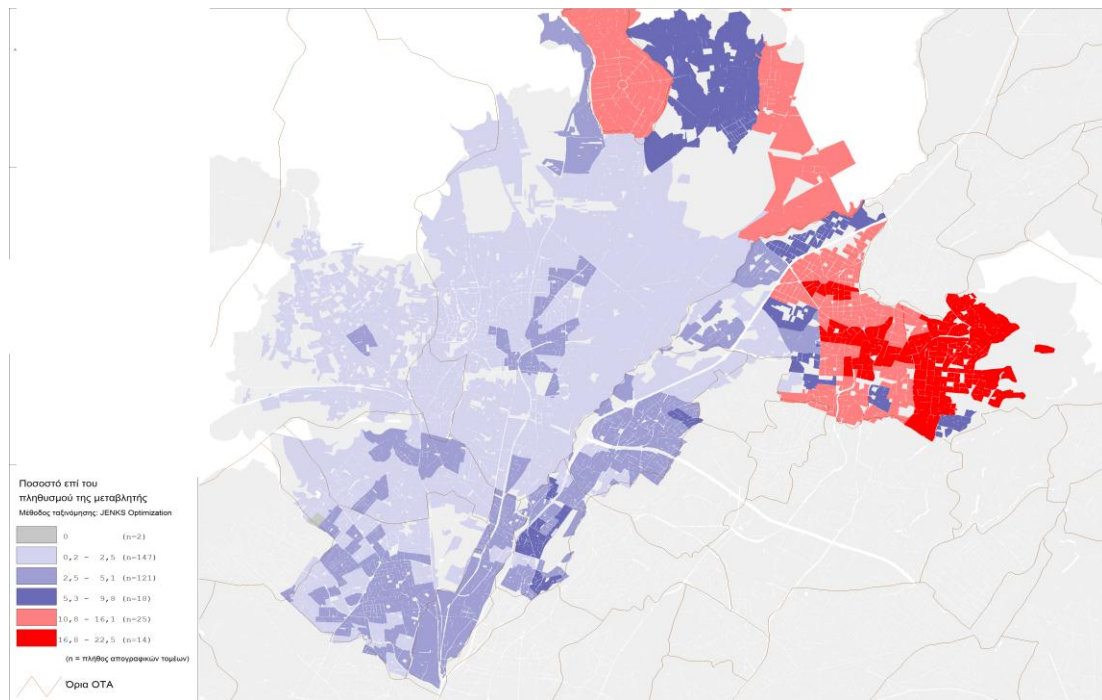 Ποσοστό επί του
πληθυσμού της μεταβλητής
Μέθοδος ταξινόμησης: JENKS Optimization
0 (n=2)
0,2 - 2,5 (n=147)
2,5 - 5,1 (n=121)
5,3 - 9,8 (n=18)
10,8 - 16,1 (n=25)
16,8 - 22,5 (n=14)
(n = πλήθος απογραφικών τομέων)
Όρια ΟΤΑ